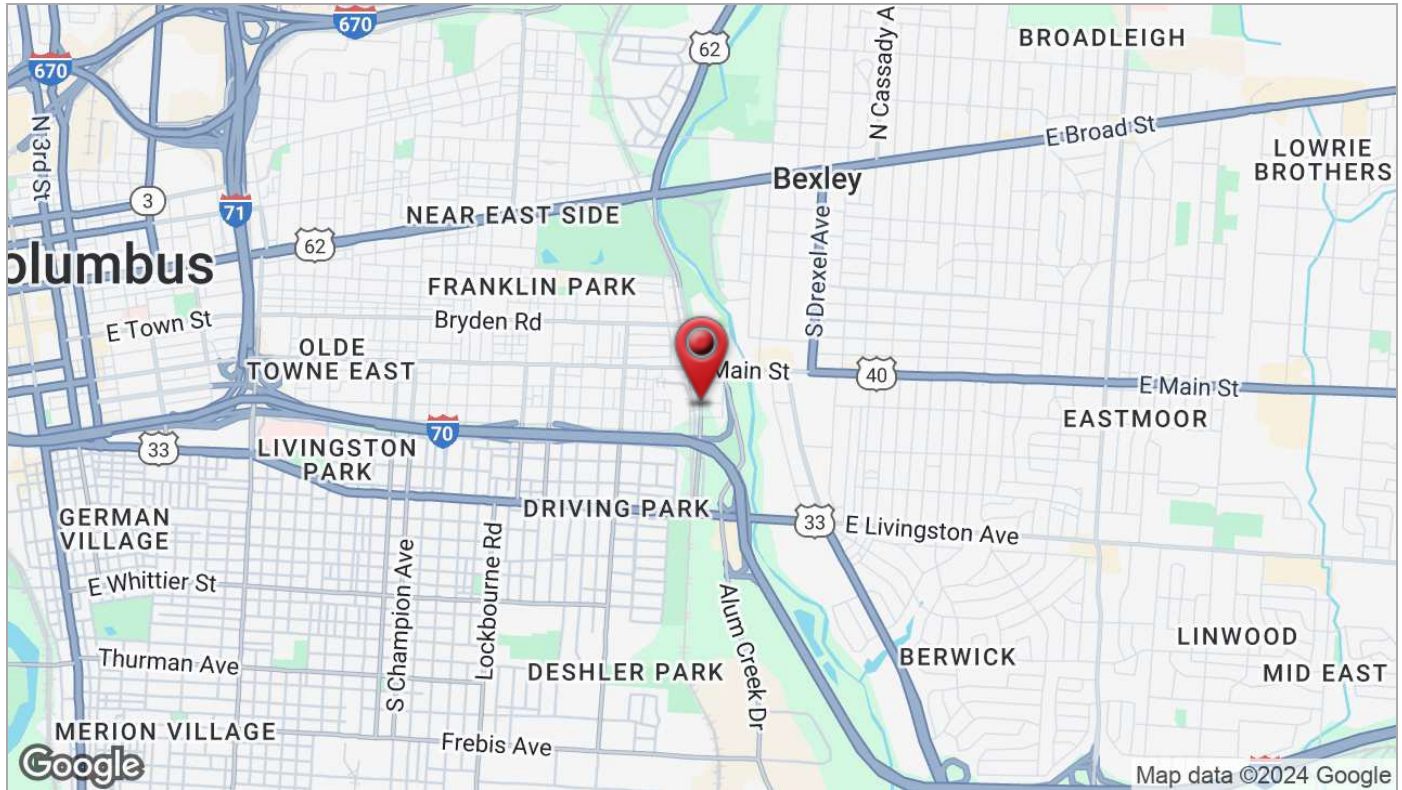 670
62
BROADLEIGH
N Cassady A
670
N 3rd St
E Broad St
LOWRIE
BROTHERS
Bexley
3
71
NEAR EAST SIDE
62
olumbus
S Drexel Ave
FRANKLIN PARK
Bryden Rd
E Town St
OLDE
TOWNE EAST
Main St
40
E Main St
EASTMOOR
70
33
LIVINGSTON
PARK
DRIVING PARK
33
E Livingston Ave
GERMAN
VILLAGE
E Whittier St
S Champion Ave
Lockbourne Rd
Alum Creek Dr
LINWOOD
BERWICK
Thurman Ave
DESHLER PARK
MID EAST
MERION VILLAGE
Frebis Ave
Google
Map data ©2024 Google